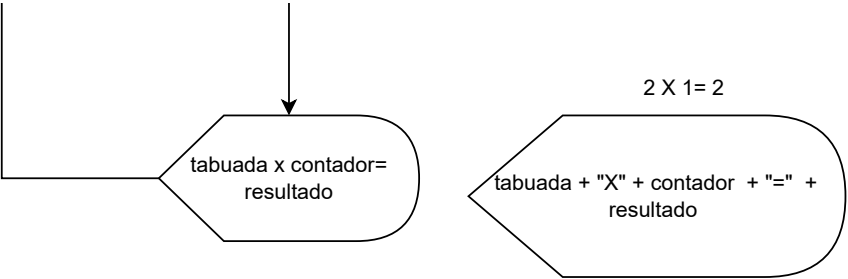 tabuada x contador=
resultado
2 X 1= 2
tabuada + "X" + contador  + "="  +
resultado